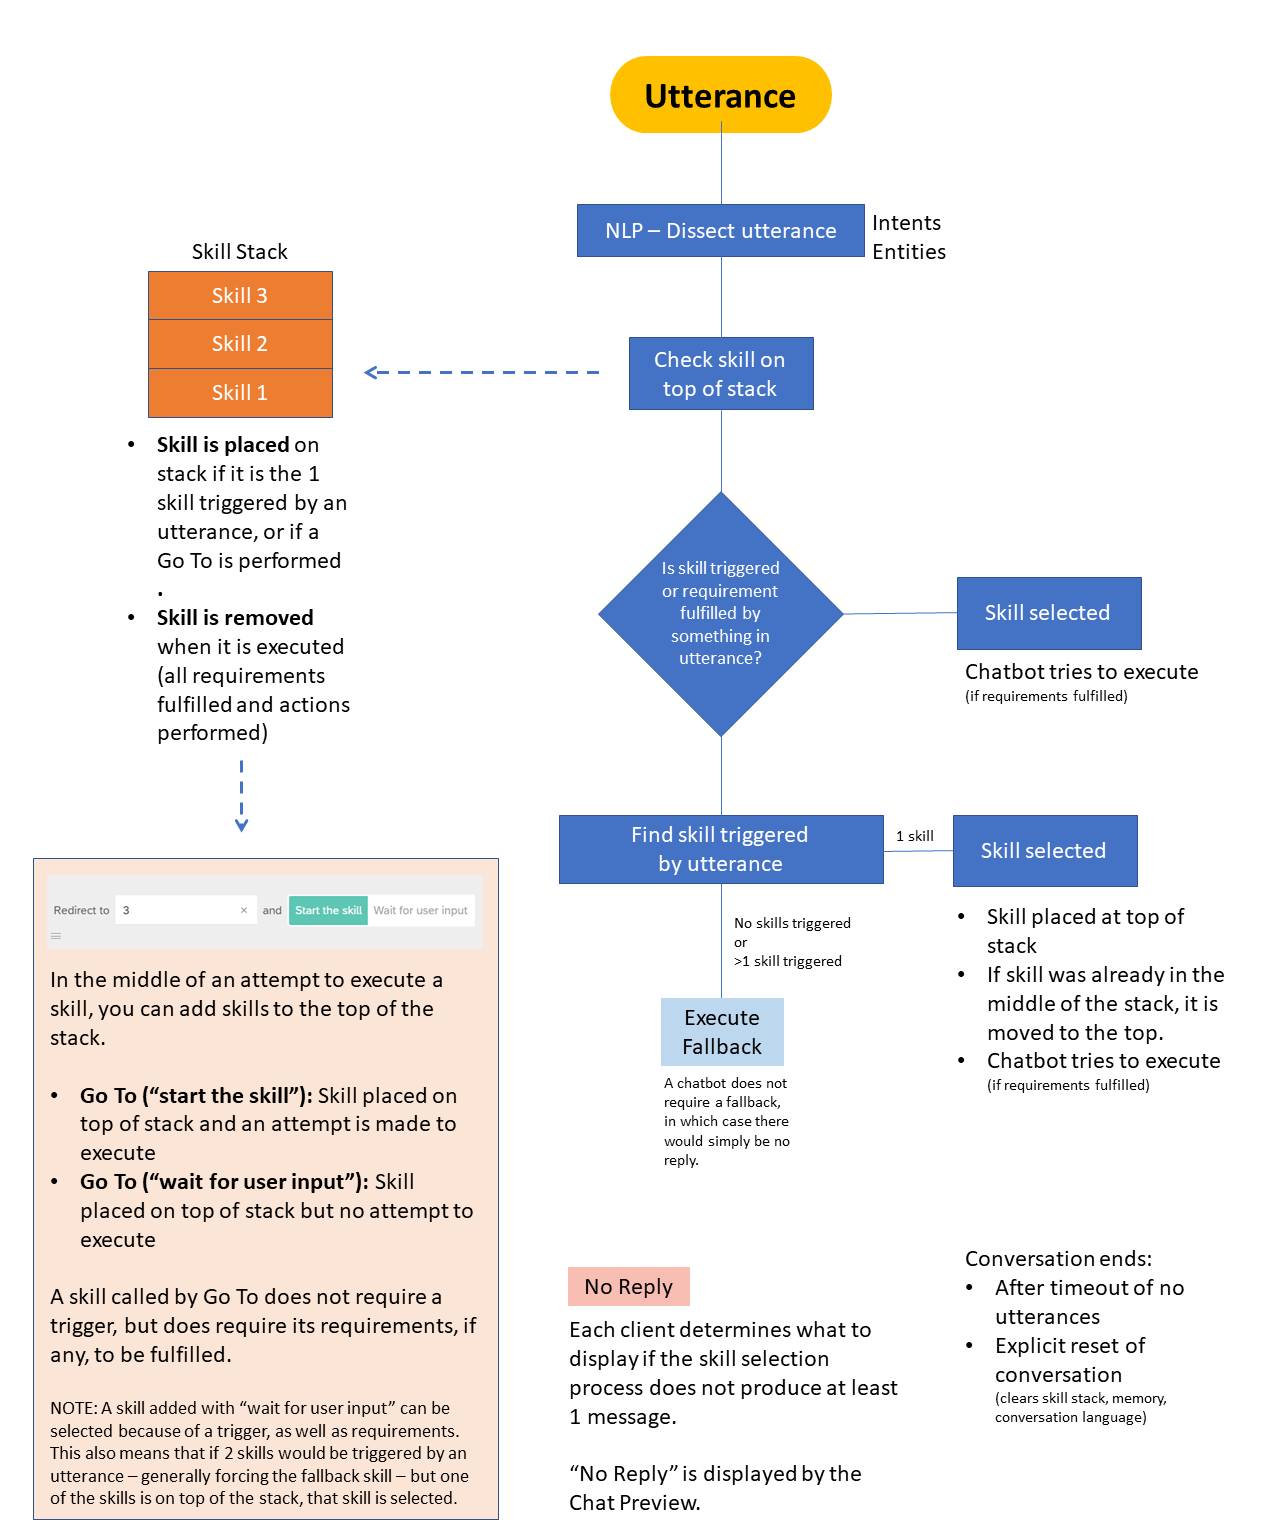 Utterance
NLP – Dissect utterance
Intents
Entities
Skill Stack
Skill 3
Skill 2
Skill 1
Check skill on
top of stack
• Skill is placed on
stack if it is the 1
skill triggered by an
utterance, or if a
Go To is performed
.
• Skill is removed
when it is executed
(all requirements
fulfilled and actions
performed)
Is skill triggered
or requirement
fulfilled by
something in
utterance?
Skill selected
Chatbot tries to execute
(if requirements fulfilled)
Find skill triggered
by utterance
1 skill
Skill selected
• Skill placed at top of
stack
• If skill was already in the
middle of the stack, it is
moved to the top.
• Chatbot tries to execute
(if requirements fulfilled)
No skills triggered
or
>1 skill triggered
Execute
Fallback
A chatbot does not
require a fallback,
in which case there
would simply be no
reply.
Redirect to 3 × and Start the skill Wait for user input
In the middle of an attempt to execute a
skill, you can add skills to the top of the
stack.
• Go To (“start the skill”): Skill placed on
top of stack and an attempt is made to
execute
• Go To (“wait for user input”): Skill
placed on top of stack but no attempt to
execute
A skill called by Go To does not require a
trigger, but does require its requirements, if
any, to be fulfilled.
NOTE: A skill added with “wait for user input” can be
selected because of a trigger, as well as requirements.
This also means that if 2 skills would be triggered by an
utterance – generally forcing the fallback skill – but one
of the skills is on top of the stack, that skill is selected.
No Reply
Each client determines what to
display if the skill selection
process does not produce at least
1 message.
“No Reply” is displayed by the
Chat Preview.
Conversation ends:
• After timeout of no
utterances
• Explicit reset of
conversation
(clears skill stack, memory,
conversation language)